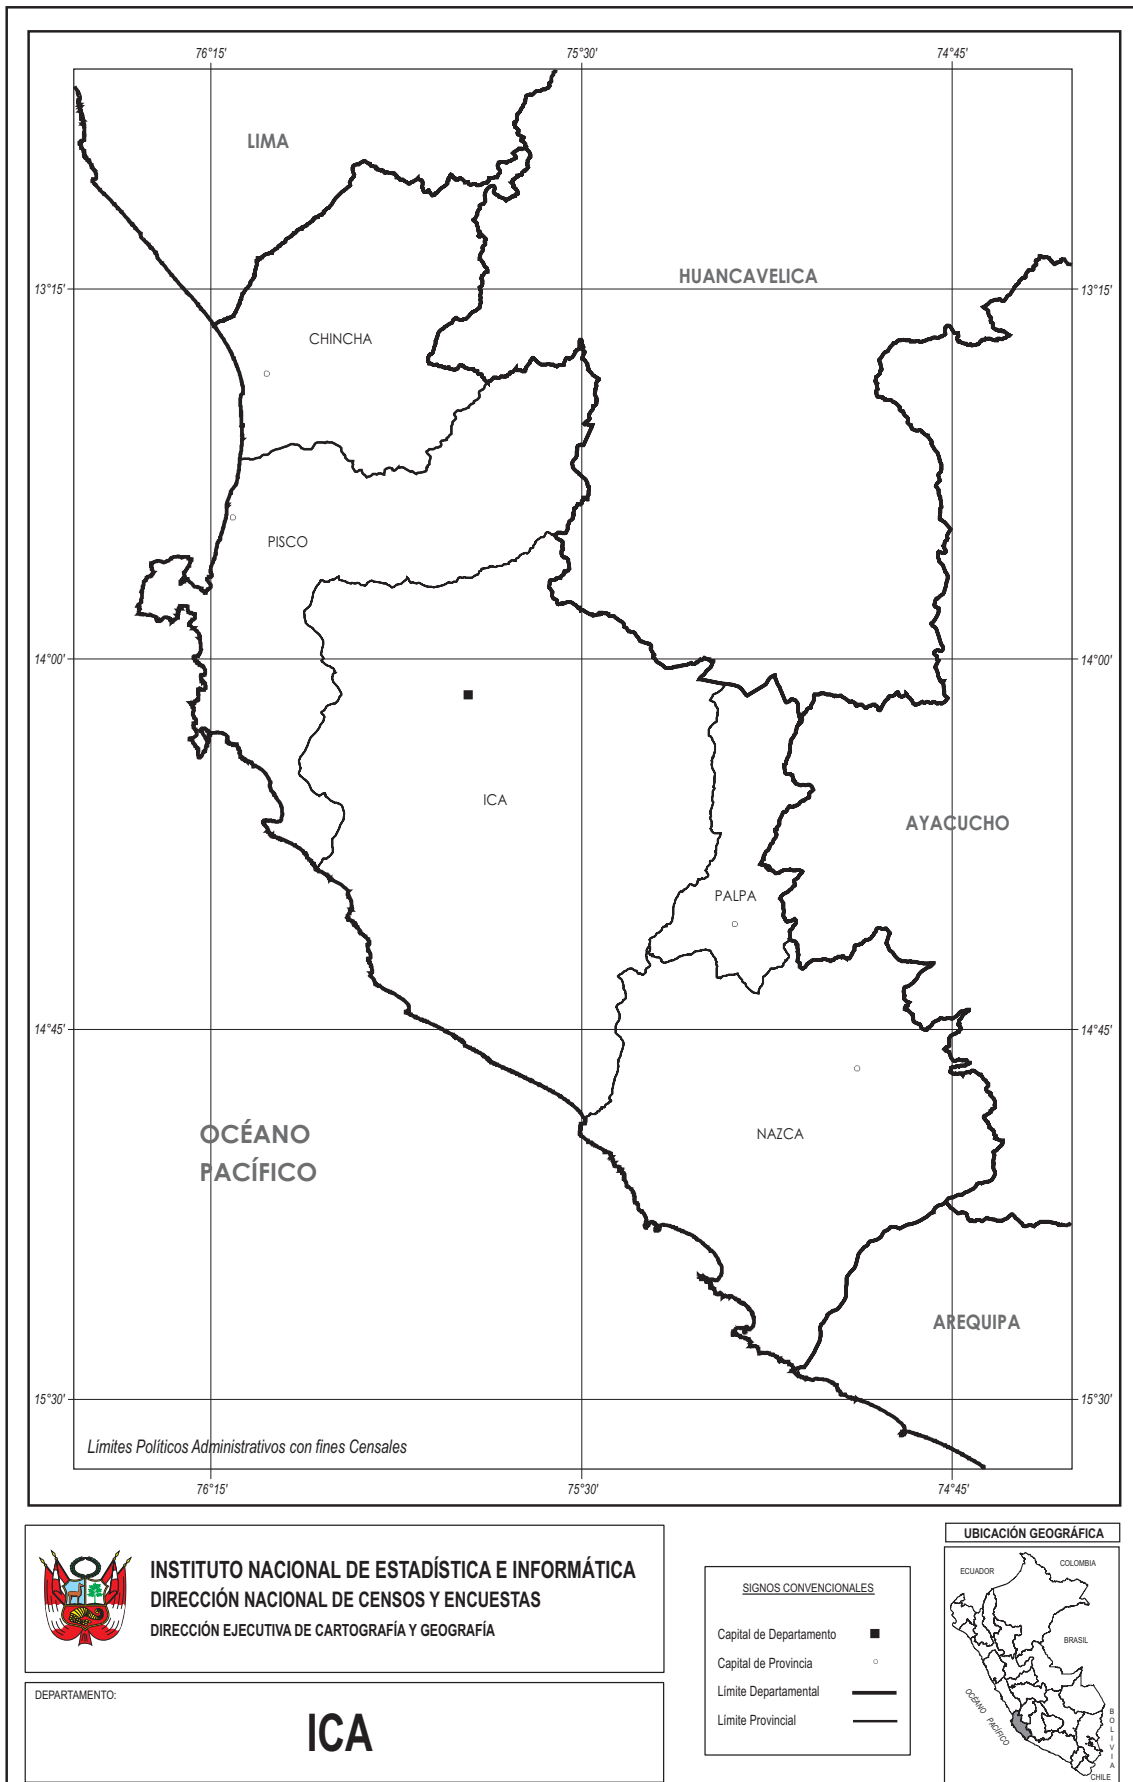 76°15'
75°30'
74°45'
LIMA
HUANCAVELICA
13°15'
13°15'
CHINCHA
PISCO
14°00'
14°00'
ICA
AYACUCHO
PALPA
14°45'
14°45'
OCÉANO
PACÍFICO
NAZCA
AREQUIPA
15°30'
15°30'
Límites Políticos Administrativos con fines Censales
76°15'
75°30'
74°45'
INSTITUTO NACIONAL DE ESTADÍSTICA E INFORMÁTICA
DIRECCIÓN NACIONAL DE CENSOS Y ENCUESTAS
DIRECCIÓN EJECUTIVA DE CARTOGRAFÍA Y GEOGRAFÍA
DEPARTAMENTO:
ICA
SIGNOS CONVENCIONALES
Capital de Departamento
Capital de Provincia
Límite Departamental
Límite Provincial
UBICACIÓN GEOGRÁFICA
COLOMBIA
ECUADOR
BRASIL
OCÉANO PACÍFICO
BOLIVIA
CHILE